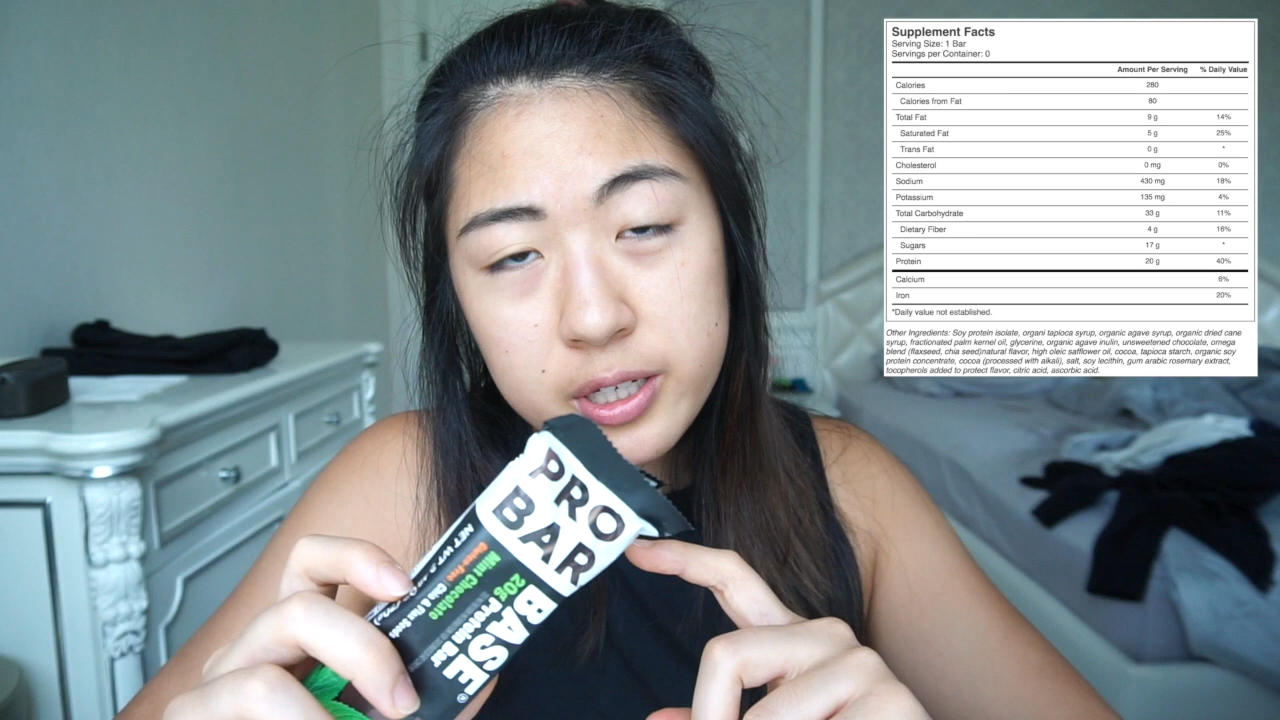 Supplement Facts
Serving Size: 1 Bar
Servings per Container: 0
Amount Per Serving % Daily Value
Calories 280
Calories from Fat 80
Total Fat 9 g 14%
Saturated Fat 5 g 25%
Trans Fat 0 g *
Cholesterol 0 mg 0%
Sodium 430 mg 18%
Potassium 135 mg 4%
Total Carbohydrate 33 g 11%
Dietary Fiber 4 g 16%
Sugars 17 g *
Protein 20 g 40%
Calcium 6%
Iron 20%
*Daily value not established.
Other Ingredients: Soy protein isolate, organi tapioca syrup, organic agave syrup, organic dried cane
syrup, fractionated palm kernel oil, glycerine, organic agave inulin, unsweetened chocolate, omega
blend (flaxseed, chia seed)natural flavor, high oleic safflower oil, cocoa, tapioca starch, organic soy
protein concentrate, cocoa (processed with alkali), salt, soy lecithin, gum arabic rosemary extract,
tocopherols added to protect flavor, citric acid, ascorbic acid.
PRO
BAR
BASE®
20g Protein Bar
Mint Chocolate
Gluten Free
Chia & Flax Seeds
NET WT.